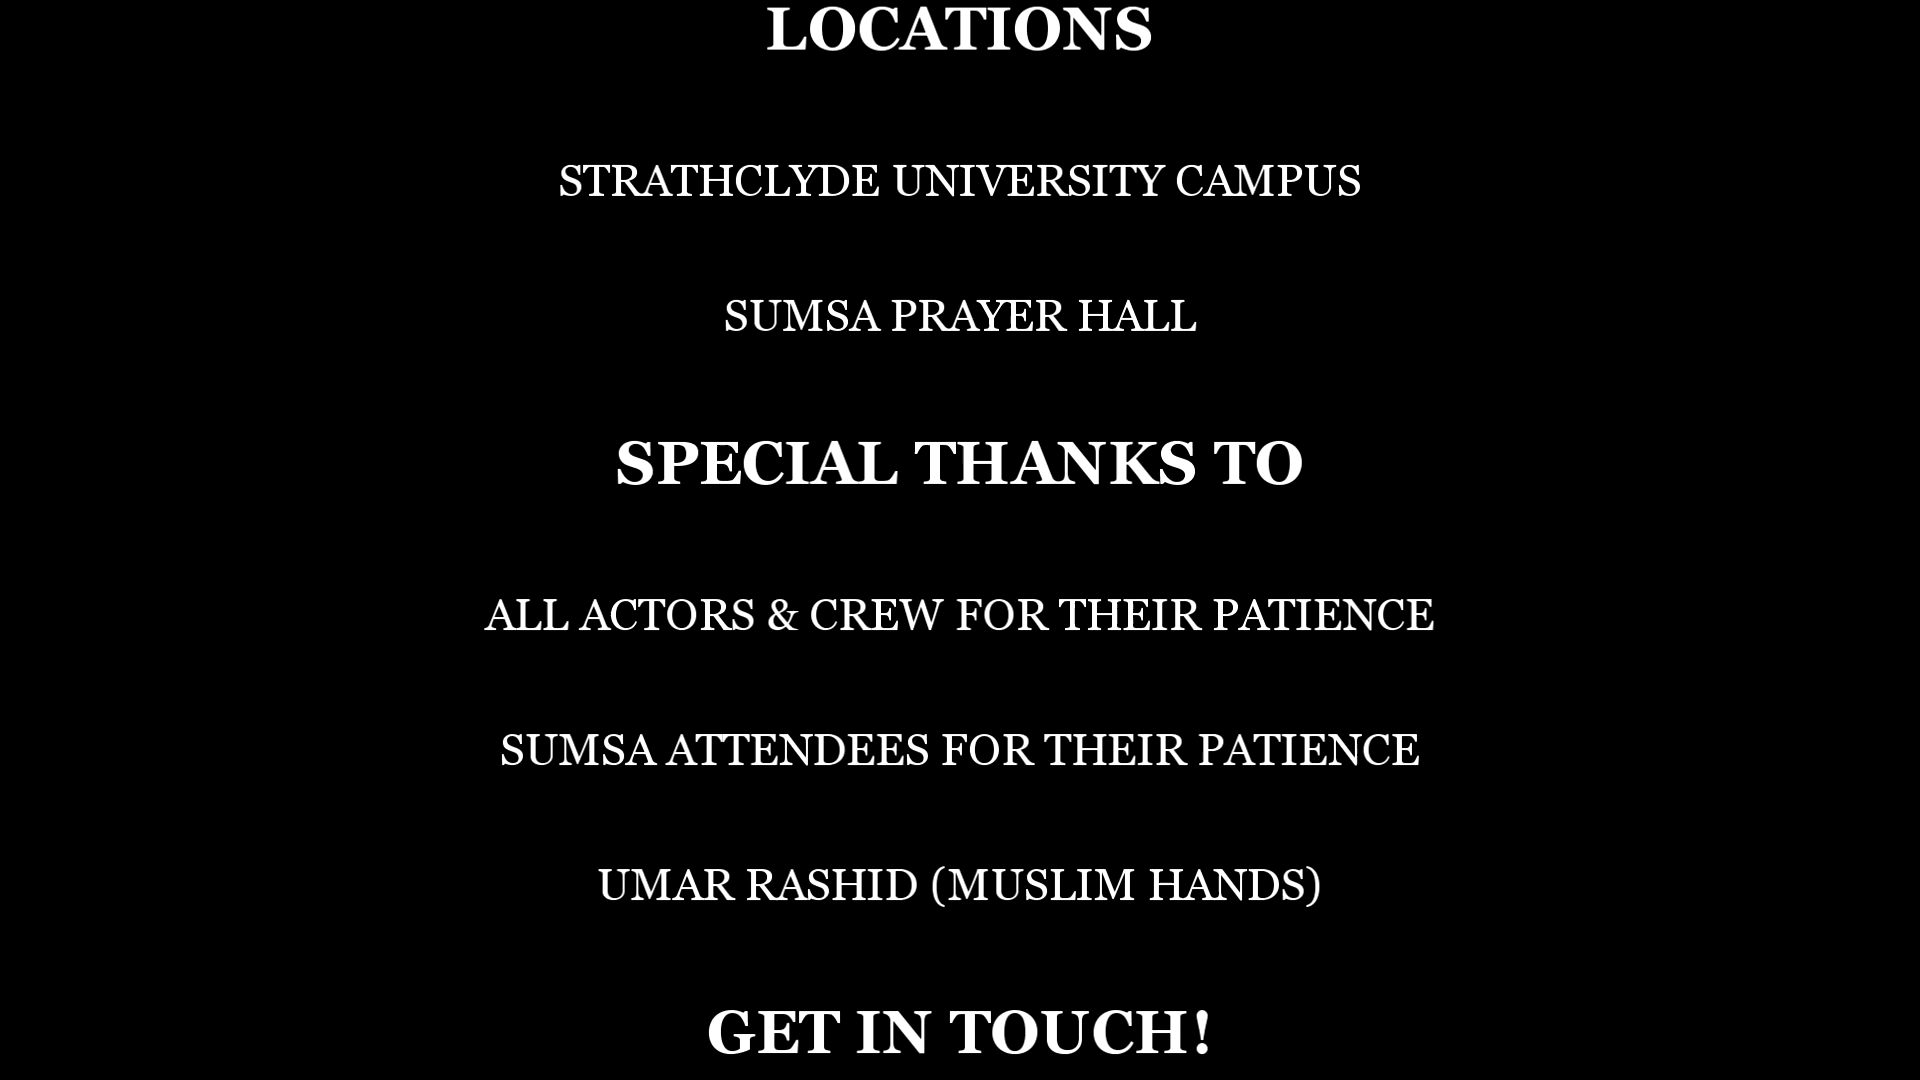 LOCATIONS
STRATHCLYDE UNIVERSITY CAMPUS
SUMSA PRAYER HALL
SPECIAL THANKS TO
ALL ACTORS & CREW FOR THEIR PATIENCE
SUMSA ATTENDEES FOR THEIR PATIENCE
UMAR RASHID (MUSLIM HANDS)
GET IN TOUCH!